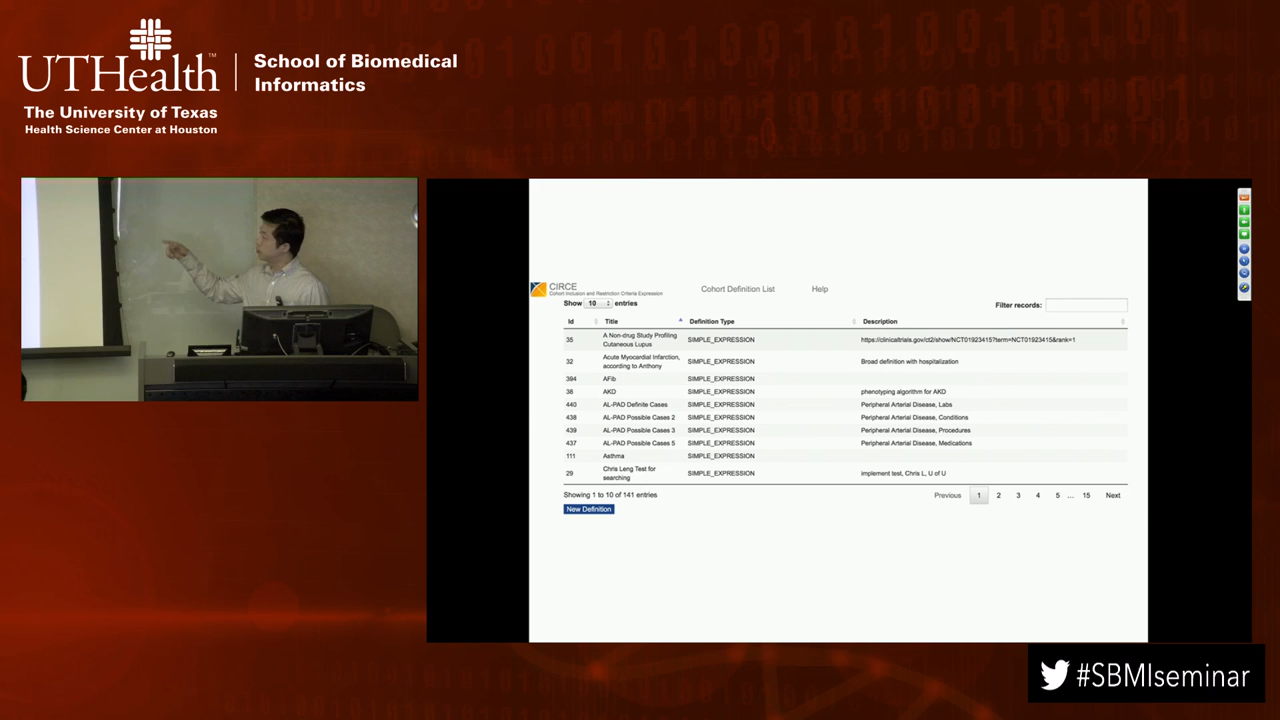 UTHealth™
School of Biomedical
Informatics
The University of Texas
Health Science Center at Houston
CIRCE
Cohort Inclusion and Restriction Criteria Expression
Cohort Definition List Help
Show 10 entries
Filter records:
Id Title Definition Type Description
35 A Non-drug Study Profiling Cutaneous Lupus SIMPLE_EXPRESSION https://clinicaltrials.gov/ct2/show/NCT01923415?term=NCT01923415&rank=1
32 Acute Myocardial Infarction, according to Anthony SIMPLE_EXPRESSION Broad definition with hospitalization
394 AFib SIMPLE_EXPRESSION
38 AKD SIMPLE_EXPRESSION phenotyping algorithm for AKD
440 AL-PAD Definite Cases SIMPLE_EXPRESSION Peripheral Arterial Disease, Labs
438 AL-PAD Possible Cases 2 SIMPLE_EXPRESSION Peripheral Arterial Disease, Conditions
439 AL-PAD Possible Cases 3 SIMPLE_EXPRESSION Peripheral Arterial Disease, Procedures
437 AL-PAD Possible Cases 5 SIMPLE_EXPRESSION Peripheral Arterial Disease, Medications
111 Asthma SIMPLE_EXPRESSION
29 Chris Leng Test for searching SIMPLE_EXPRESSION implement test, Chris L, U of U
Showing 1 to 10 of 141 entries
Previous 1 2 3 4 5 ... 15 Next
New Definition
#SBMIseminar